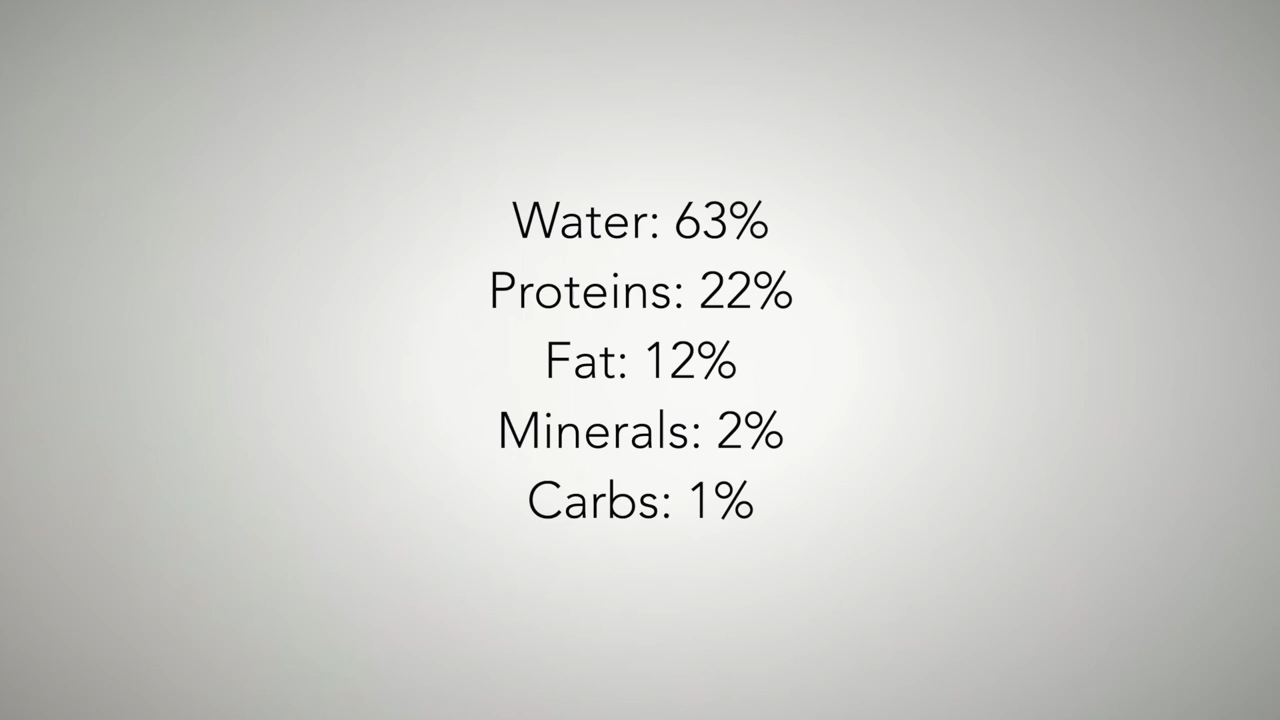 Water: 63%
Proteins: 22%
Fat: 12%
Minerals: 2%
Carbs: 1%